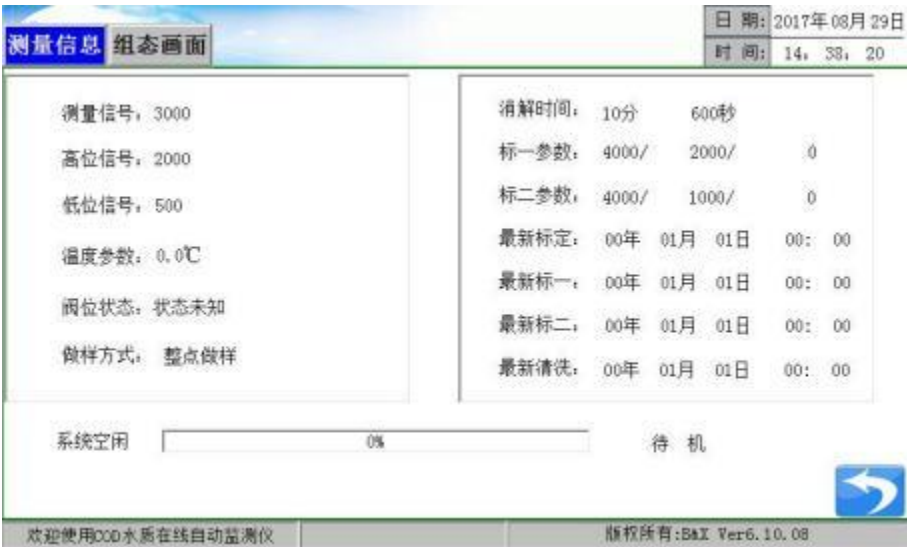 测量信息 组态画面
日 期: 2017年 08月 29日
时 间: 14: 38: 20
测量信号: 3000
高位信号: 2000
低位信号: 500
温度参数: 0.0℃
阀位状态: 状态未知
做样方式: 整点做样
消解时间: 10分 600秒
标一参数: 4000/ 2000/ 0
标二参数: 4000/ 1000/ 0
最新标定: 00年 01月 01日 00: 00
最新标一: 00年 01月 01日 00: 00
最新标二: 00年 01月 01日 00: 00
最新清洗: 00年 01月 01日 00: 00
系统空闲 0% 待 机
欢迎使用COD水质在线自动监测仪 版权所有:B&X Ver6.10.08